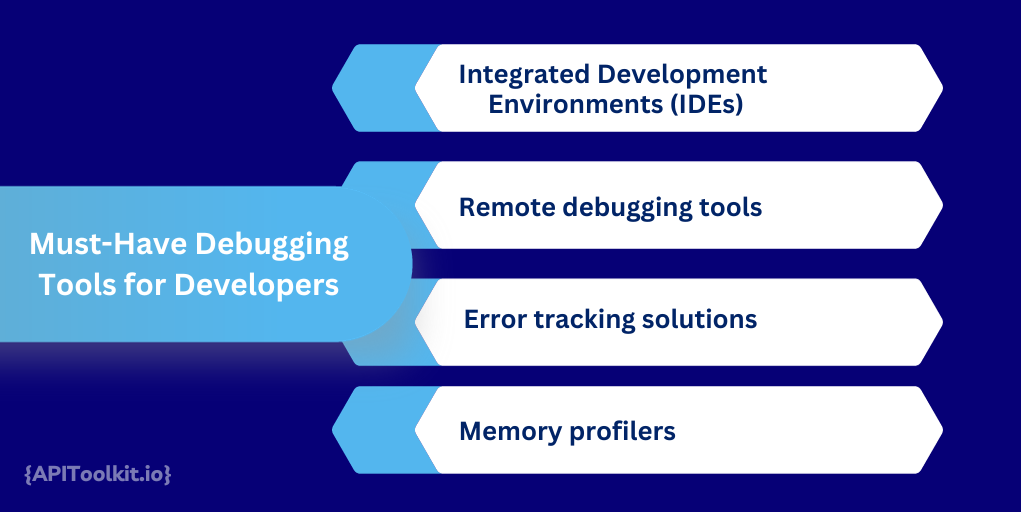 Integrated Development
Environments (IDEs)
Remote debugging tools
Must-Have Debugging
Tools for Developers
Error tracking solutions
Memory profilers
{APIToolkit.io}